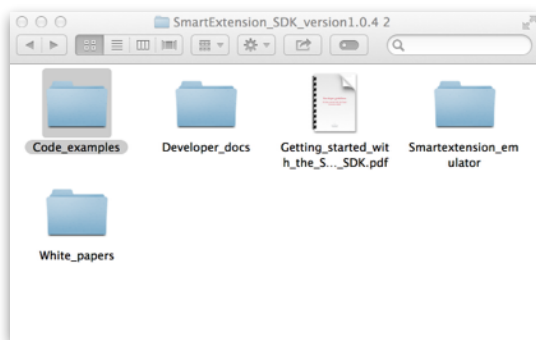 SmartExtension_SDK_version1.0.4 2
Code_examples
Developer_docs
Getting_started_wit
h_the_S..._SDK.pdf
Smartextension_em
ulator
White_papers